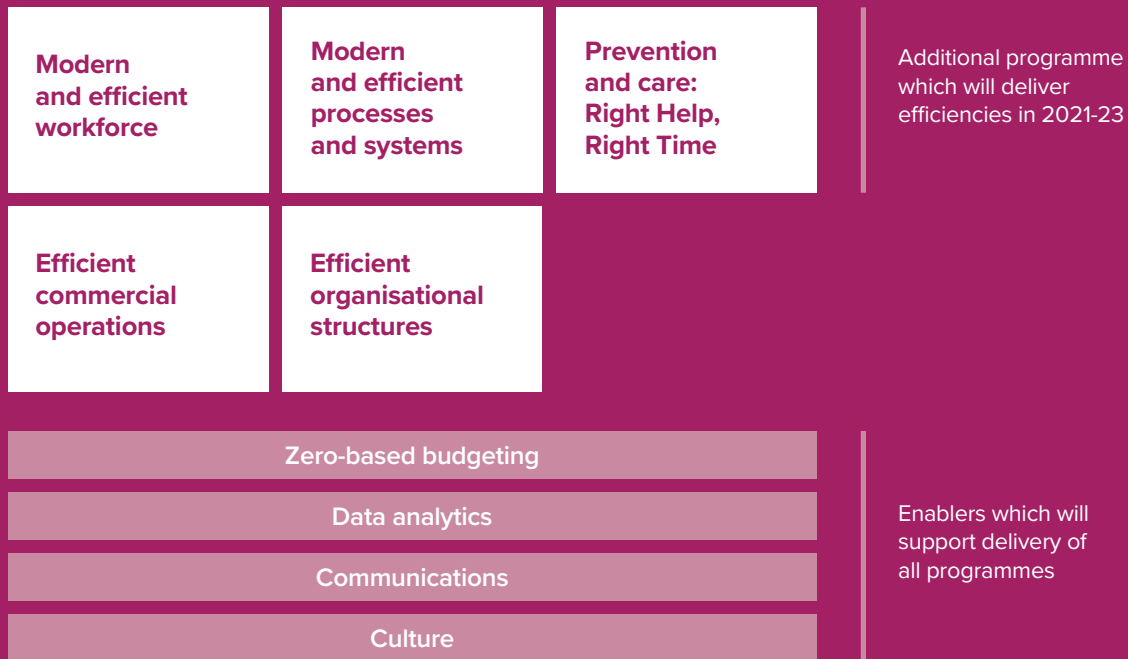 Modern
and efficient
workforce
Modern
and efficient
processes
and systems
Prevention
and care:
Right Help,
Right Time
Additional programme
which will deliver
efficiencies in 2021-23
Efficient
commercial
operations
Efficient
organisational
structures
Zero-based budgeting
Data analytics
Communications
Culture
Enablers which will
support delivery of
all programmes